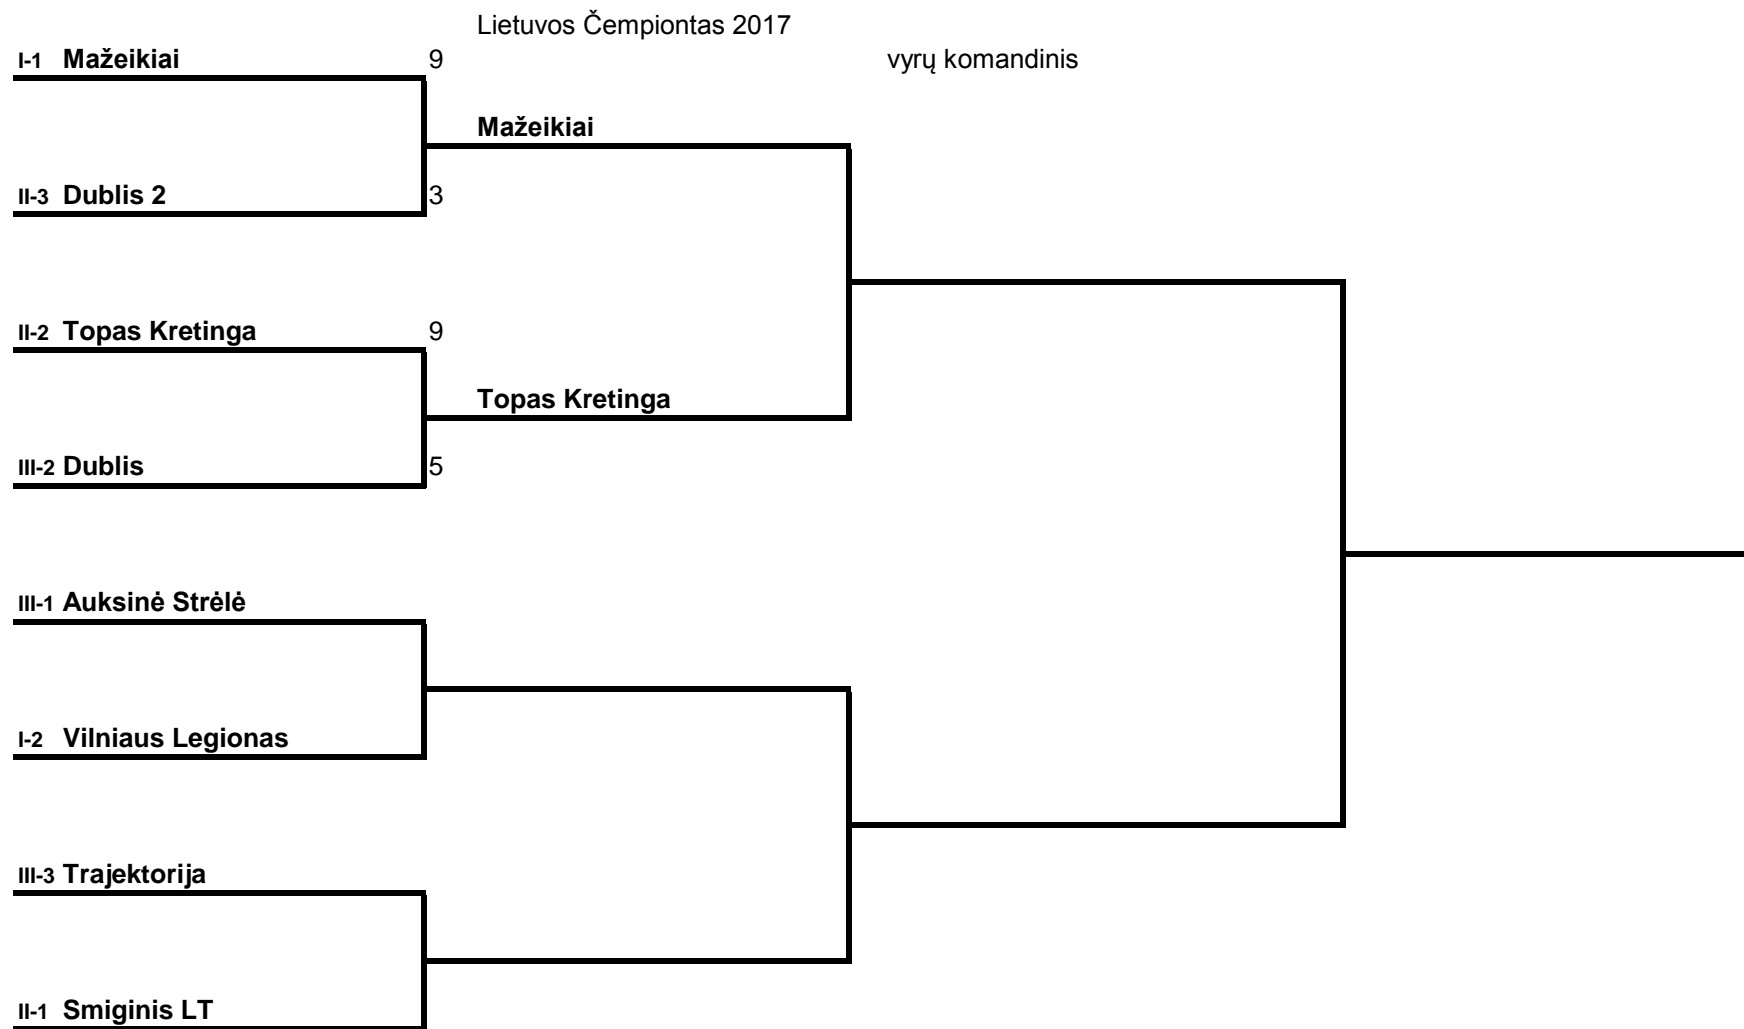 Lietuvos Čempiontas 2017
I-1 Mažeikiai 9 vyrų komandinis
Mažeikiai
II-3 Dublis 2 3
II-2 Topas Kretinga 9
Topas Kretinga
III-2 Dublis 5
III-1 Auksinė Strėlė
I-2 Vilniaus Legionas
III-3 Trajektorija
II-1 Smiginis LT